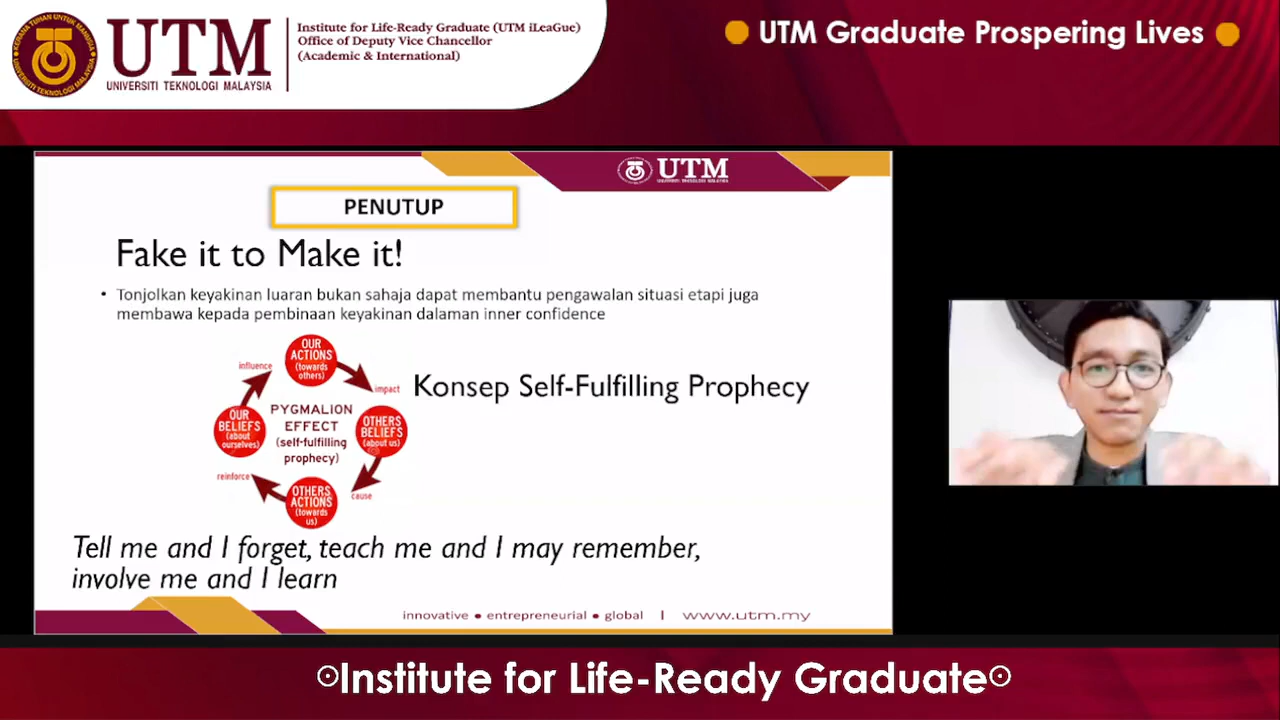 UTM
UNIVERSITI TEKNOLOGI MALAYSIA
Institute for Life-Ready Graduate (UTM iLeaGue)
Office of Deputy Vice Chancellor
(Academic & International)
UTM Graduate Prospering Lives
UTM
UNIVERSITI TEKNOLOGI MALAYSIA
PENUTUP
Fake it to Make it!
• Tonjolkan keyakinan luaran bukan sahaja dapat membantu pengawalan situasi etapi juga
membawa kepada pembinaan keyakinan dalaman inner confidence
OUR
ACTIONS
(towards
others)
influence
impact
Konsep Self-Fulfilling Prophecy
OUR
BELIEFS
(about
ourselves)
PYGMALION
EFFECT
(self-fulfilling
prophecy)
OTHERS
BELIEFS
(about us)
reinforce
cause
OTHERS
ACTIONS
(towards
us)
Tell me and I forget, teach me and I may remember,
involve me and I learn
innovative ● entrepreneurial ● global | www.utm.my
Institute for Life-Ready Graduate